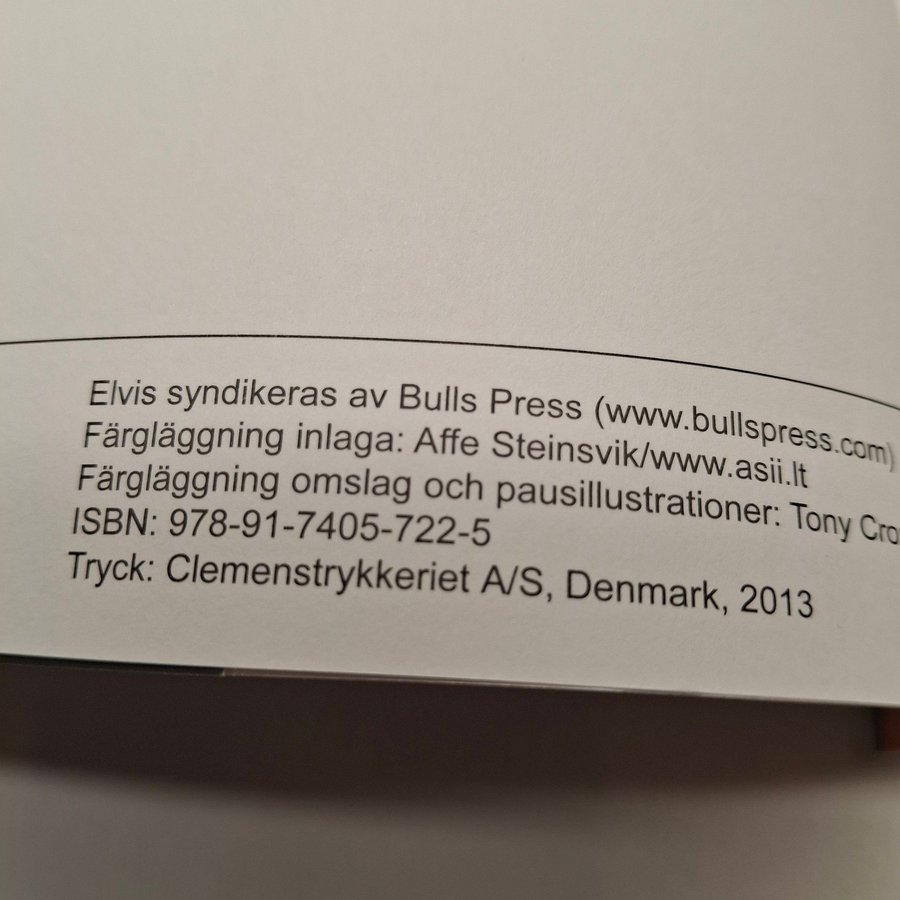 Elvis syndikeras av Bulls Press (www.bullspress.com)
Färgläggning inlaga: Affe Steinsvik/www.asii.lt
Färgläggning omslag och pausillustrationer: Tony
ISBN: 978-91-7405-722-5
Tryck: Clemenstrykkeriet A/S, Denmark, 2013